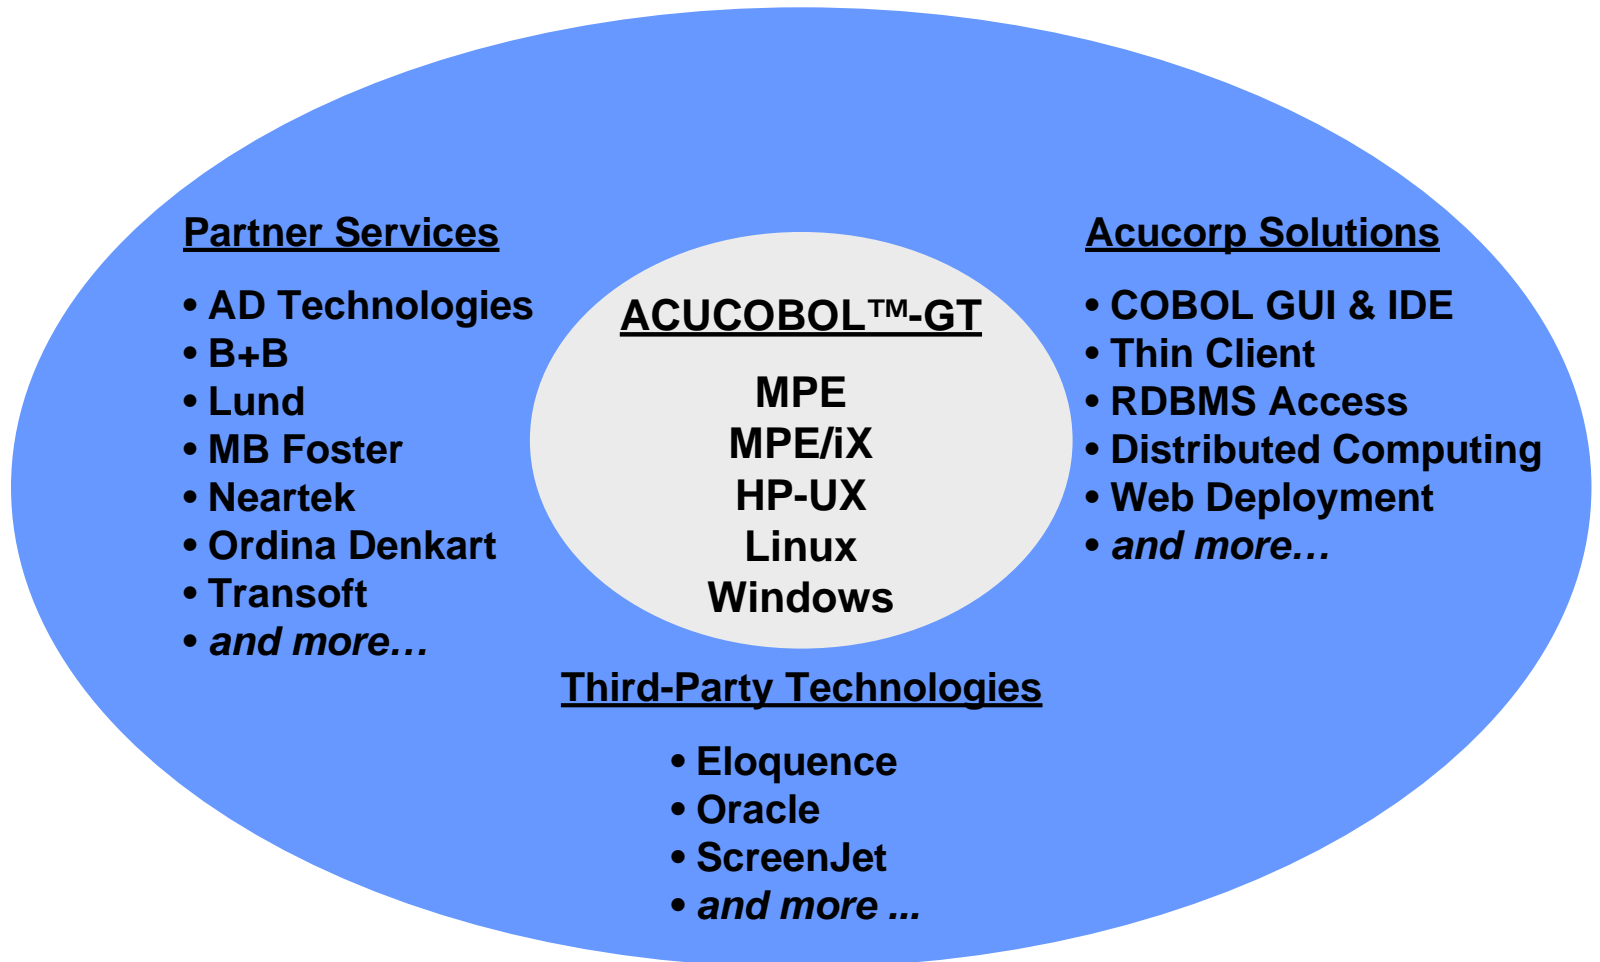 Partner Services
• AD Technologies
• B+B
• Lund
• MB Foster
• Neartek
• Ordina Denkart
• Transoft
• and more…
ACUCOBOL™-GT
MPE
MPE/iX
HP-UX
Linux
Windows
Acucorp Solutions
• COBOL GUI & IDE
• Thin Client
• RDBMS Access
• Distributed Computing
• Web Deployment
• and more…
Third-Party Technologies
• Eloquence
• Oracle
• ScreenJet
• and more ...